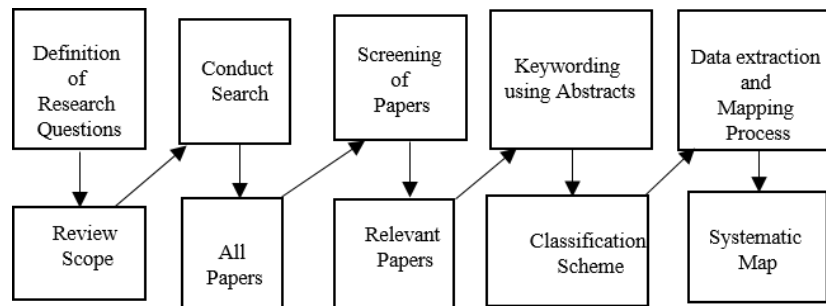 Definition
of
Research
Questions
Conduct
Search
Screening
of
Papers
Keywording
using Abstracts
Data extraction
and
Mapping
Process
Review
Scope
All
Papers
Relevant
Papers
Classification
Scheme
Systematic
Map